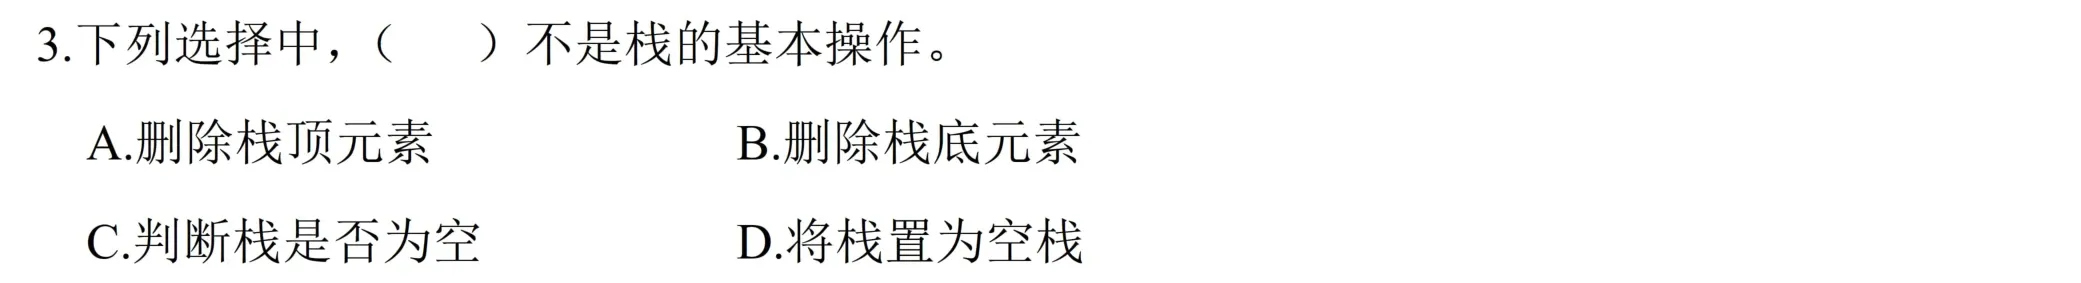 3.下列选择中，（　　）不是栈的基本操作。
A.删除栈顶元素　　B.删除栈底元素
C.判断栈是否为空　　D.将栈置为空栈